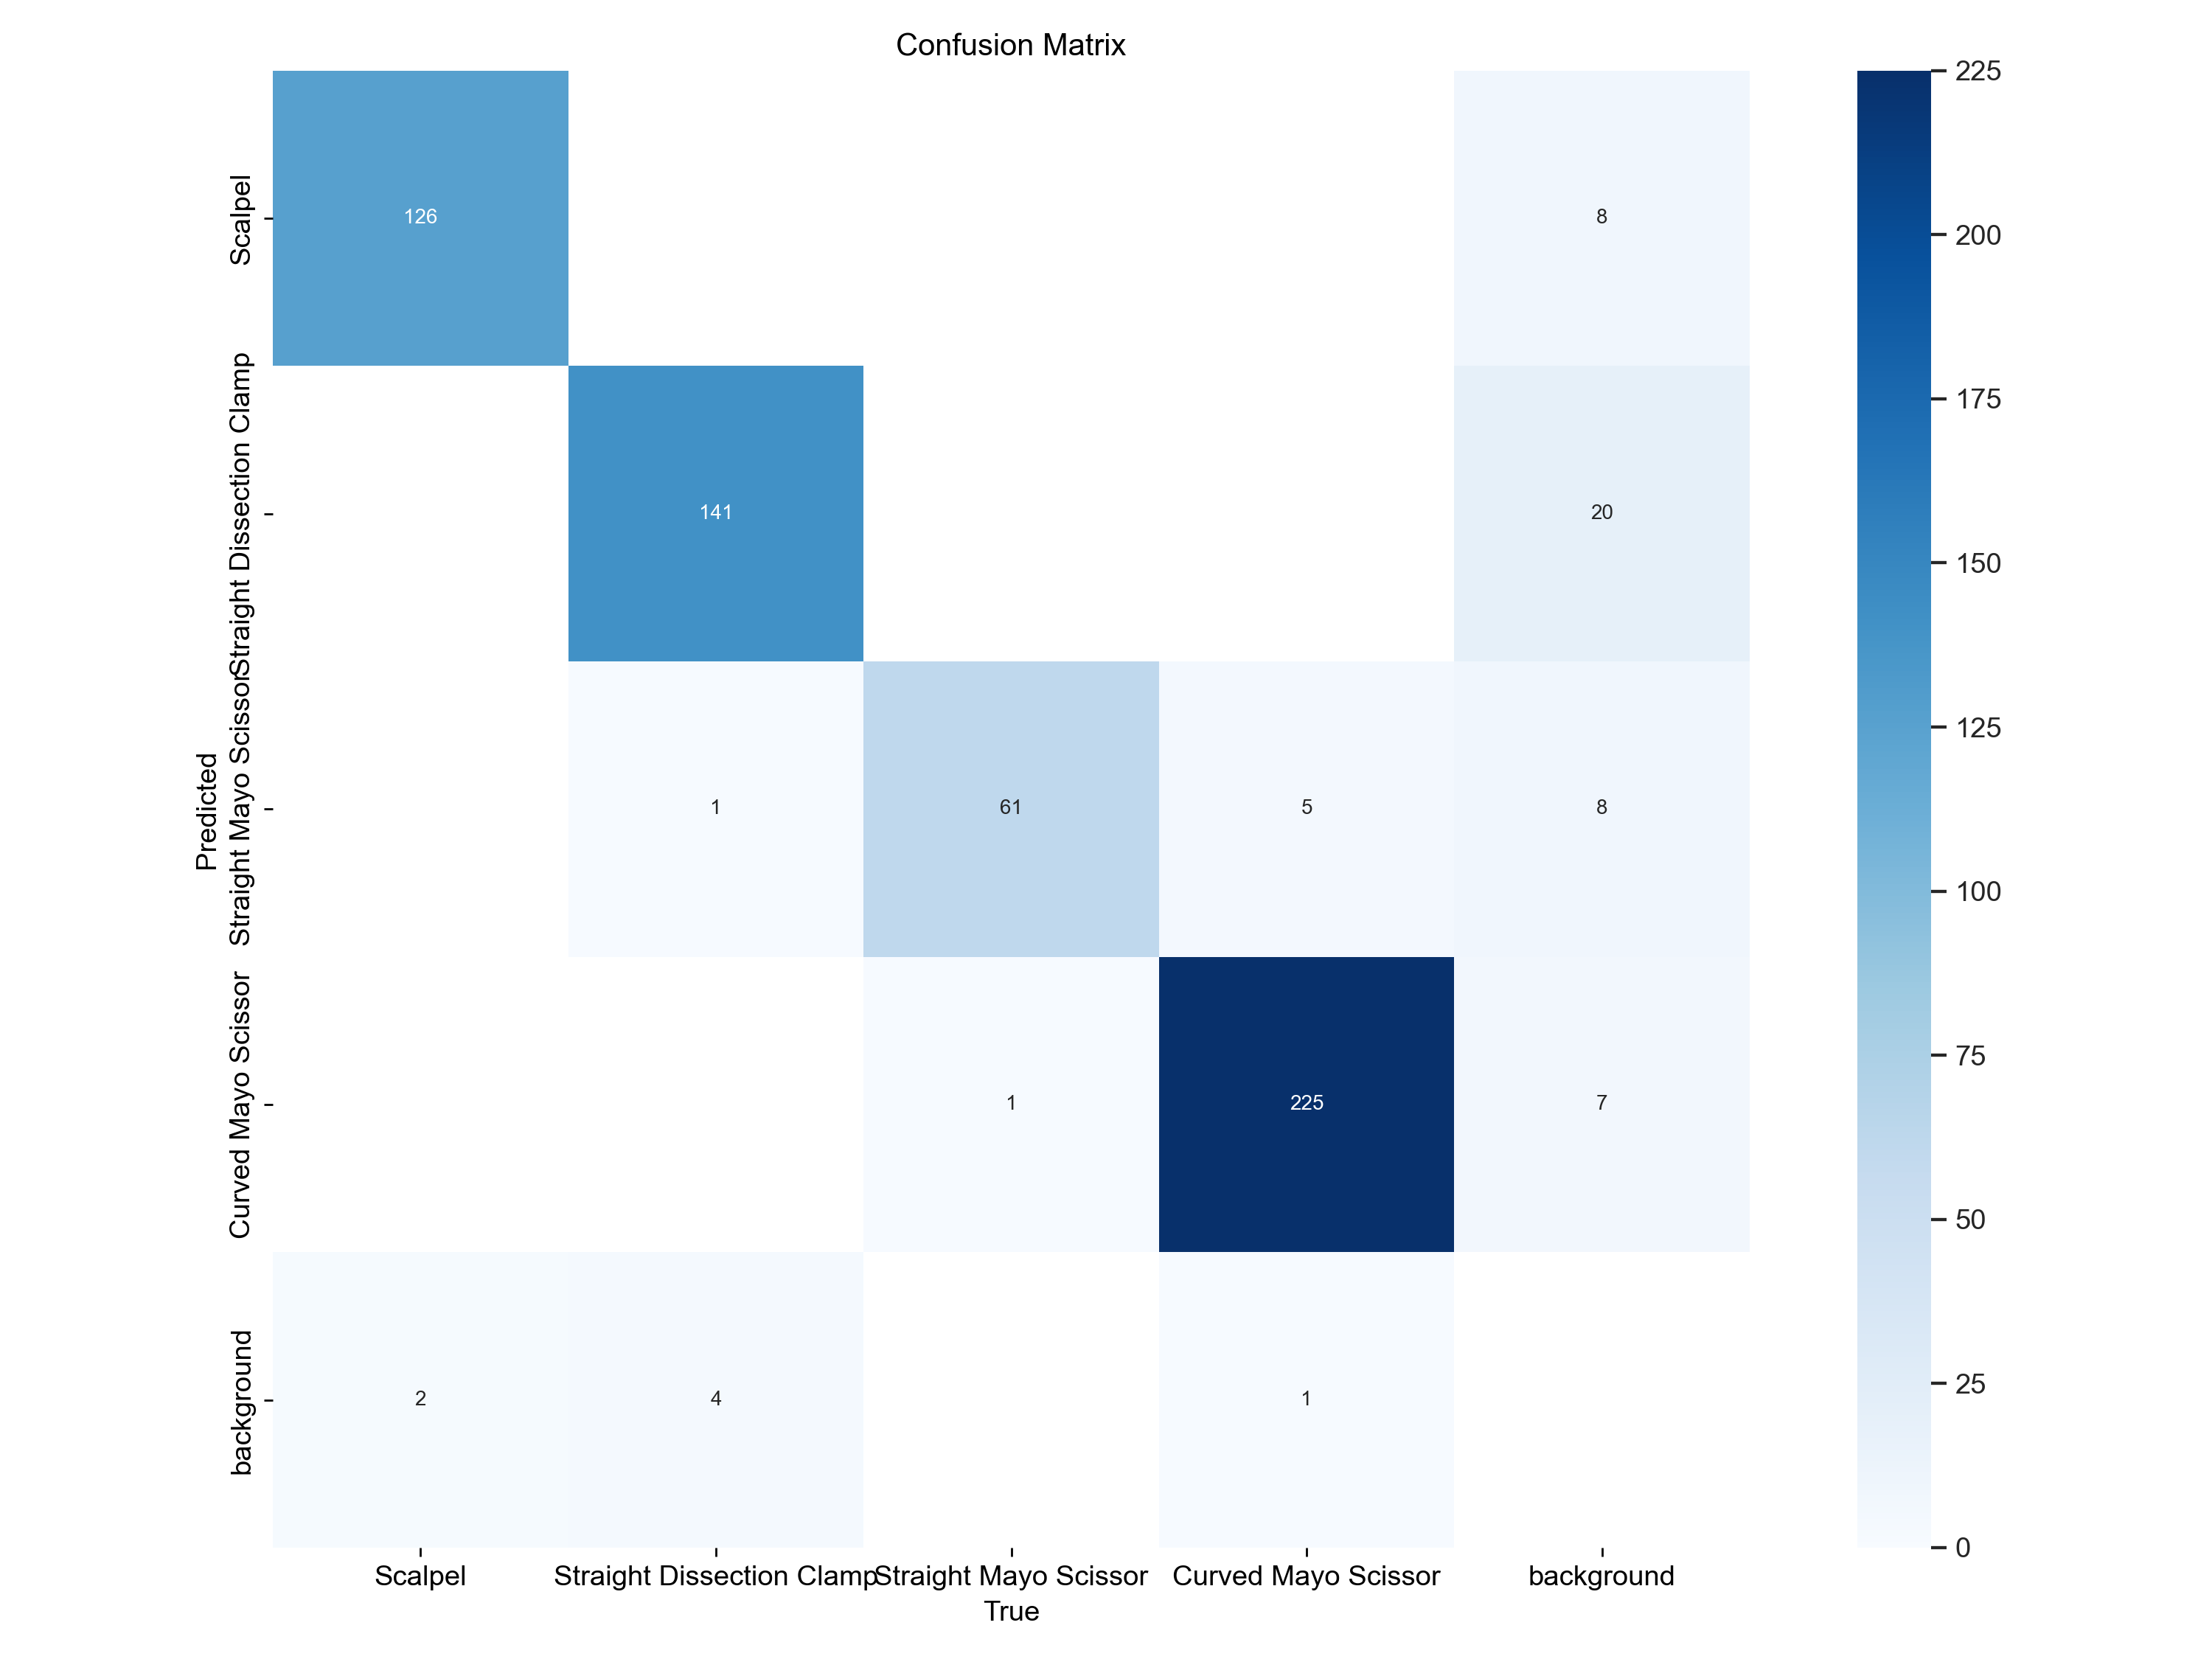 Confusion Matrix
Predicted
Scalpel
126
8
Straight Dissection Clamp
141
20
Straight Mayo Scissor
1
61
5
8
Curved Mayo Scissor
1
225
7
background
2
4
1
Scalpel
Straight Dissection Clamp
Straight Mayo Scissor
Curved Mayo Scissor
background
True
225
200
175
150
125
100
75
50
25
0